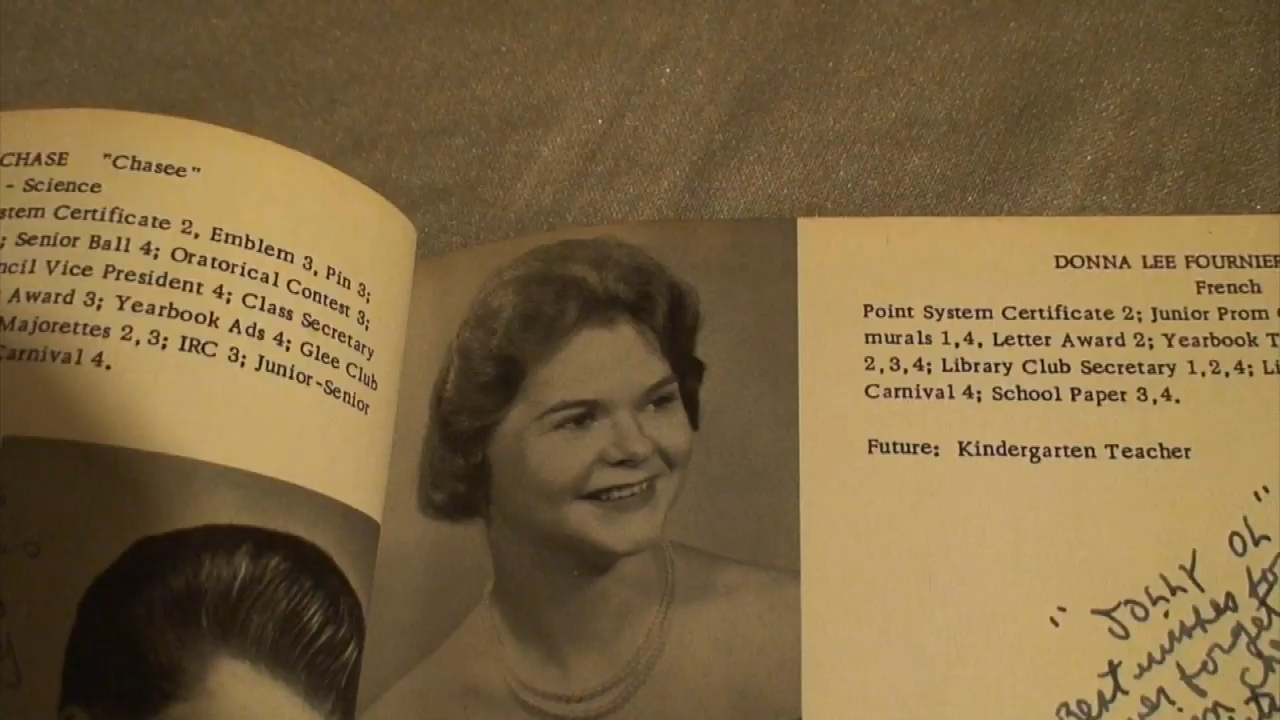 CHASE "Chasee"
- Science
stem Certificate 2, Emblem 3, Pin 3;
; Senior Ball 4; Oratorical Contest 3;
ncil Vice President 4; Class Secretary
Award 3; Yearbook Ads 4; Glee Club
Majorettes 2, 3; IRC 3; Junior-Senior
Carnival 4.
DONNA LEE FOURNIER
French
Point System Certificate 2; Junior Prom
murals 1,4, Letter Award 2; Yearbook T
2,3,4; Library Club Secretary 1,2,4; Li
Carnival 4; School Paper 3,4.
Future: Kindergarten Teacher
"JOLLY OL"
Best wishes to
er forget